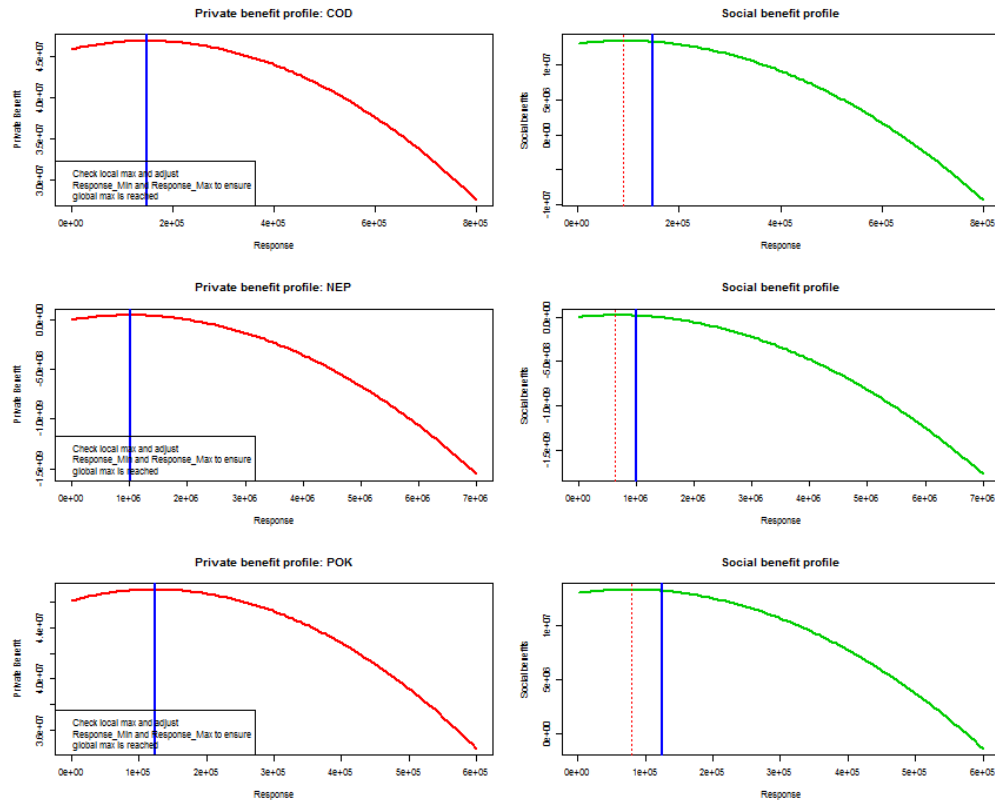 Private benefit profile: COD
Private Benefit
4.5e+07
4.0e+07
3.5e+07
3.0e+07
Check local max and adjust
Response_Min and Response_Max to ensure
global max is reached
0e+00 2e+05 4e+05 6e+05 8e+05
Response
Social benefit profile
Social benefits
1e+07
5e+06
0e+00
-1e+07
0e+00 2e+05 4e+05 6e+05 8e+05
Response
Private benefit profile: NEP
Private Benefit
0.0e+00
-5.0e+08
-1.0e+09
-1.5e+09
Check local max and adjust
Response_Min and Response_Max to ensure
global max is reached
0e+00 1e+06 2e+06 3e+06 4e+06 5e+06 6e+06 7e+06
Response
Social benefit profile
Social benefits
0.0e+00
-5.0e+08
-1.0e+09
-1.5e+09
0e+00 1e+06 2e+06 3e+06 4e+06 5e+06 6e+06 7e+06
Response
Private benefit profile: POK
Private Benefit
4.4e+07
4.0e+07
3.6e+07
Check local max and adjust
Response_Min and Response_Max to ensure
global max is reached
0e+00 1e+05 2e+05 3e+05 4e+05 5e+05 6e+05
Response
Social benefit profile
Social benefits
1e+07
5e+06
0e+00
0e+00 1e+05 2e+05 3e+05 4e+05 5e+05 6e+05
Response